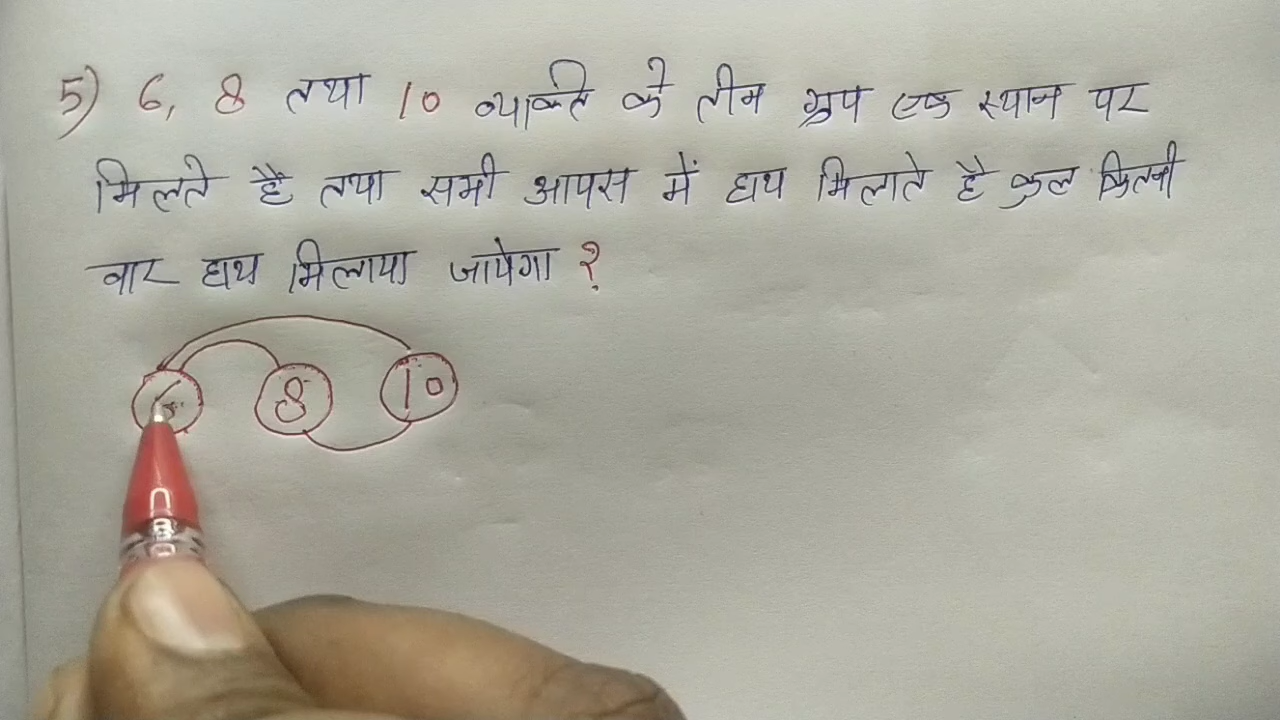 5) 6, 8 तथा 10 व्यक्ति के तीन ग्रुप एक स्थान पर
मिलते है तथा सभी आपस में हाथ मिलाते है कुल कितनी
वार हाथ मिलाया जायेगा ?
6 8 10